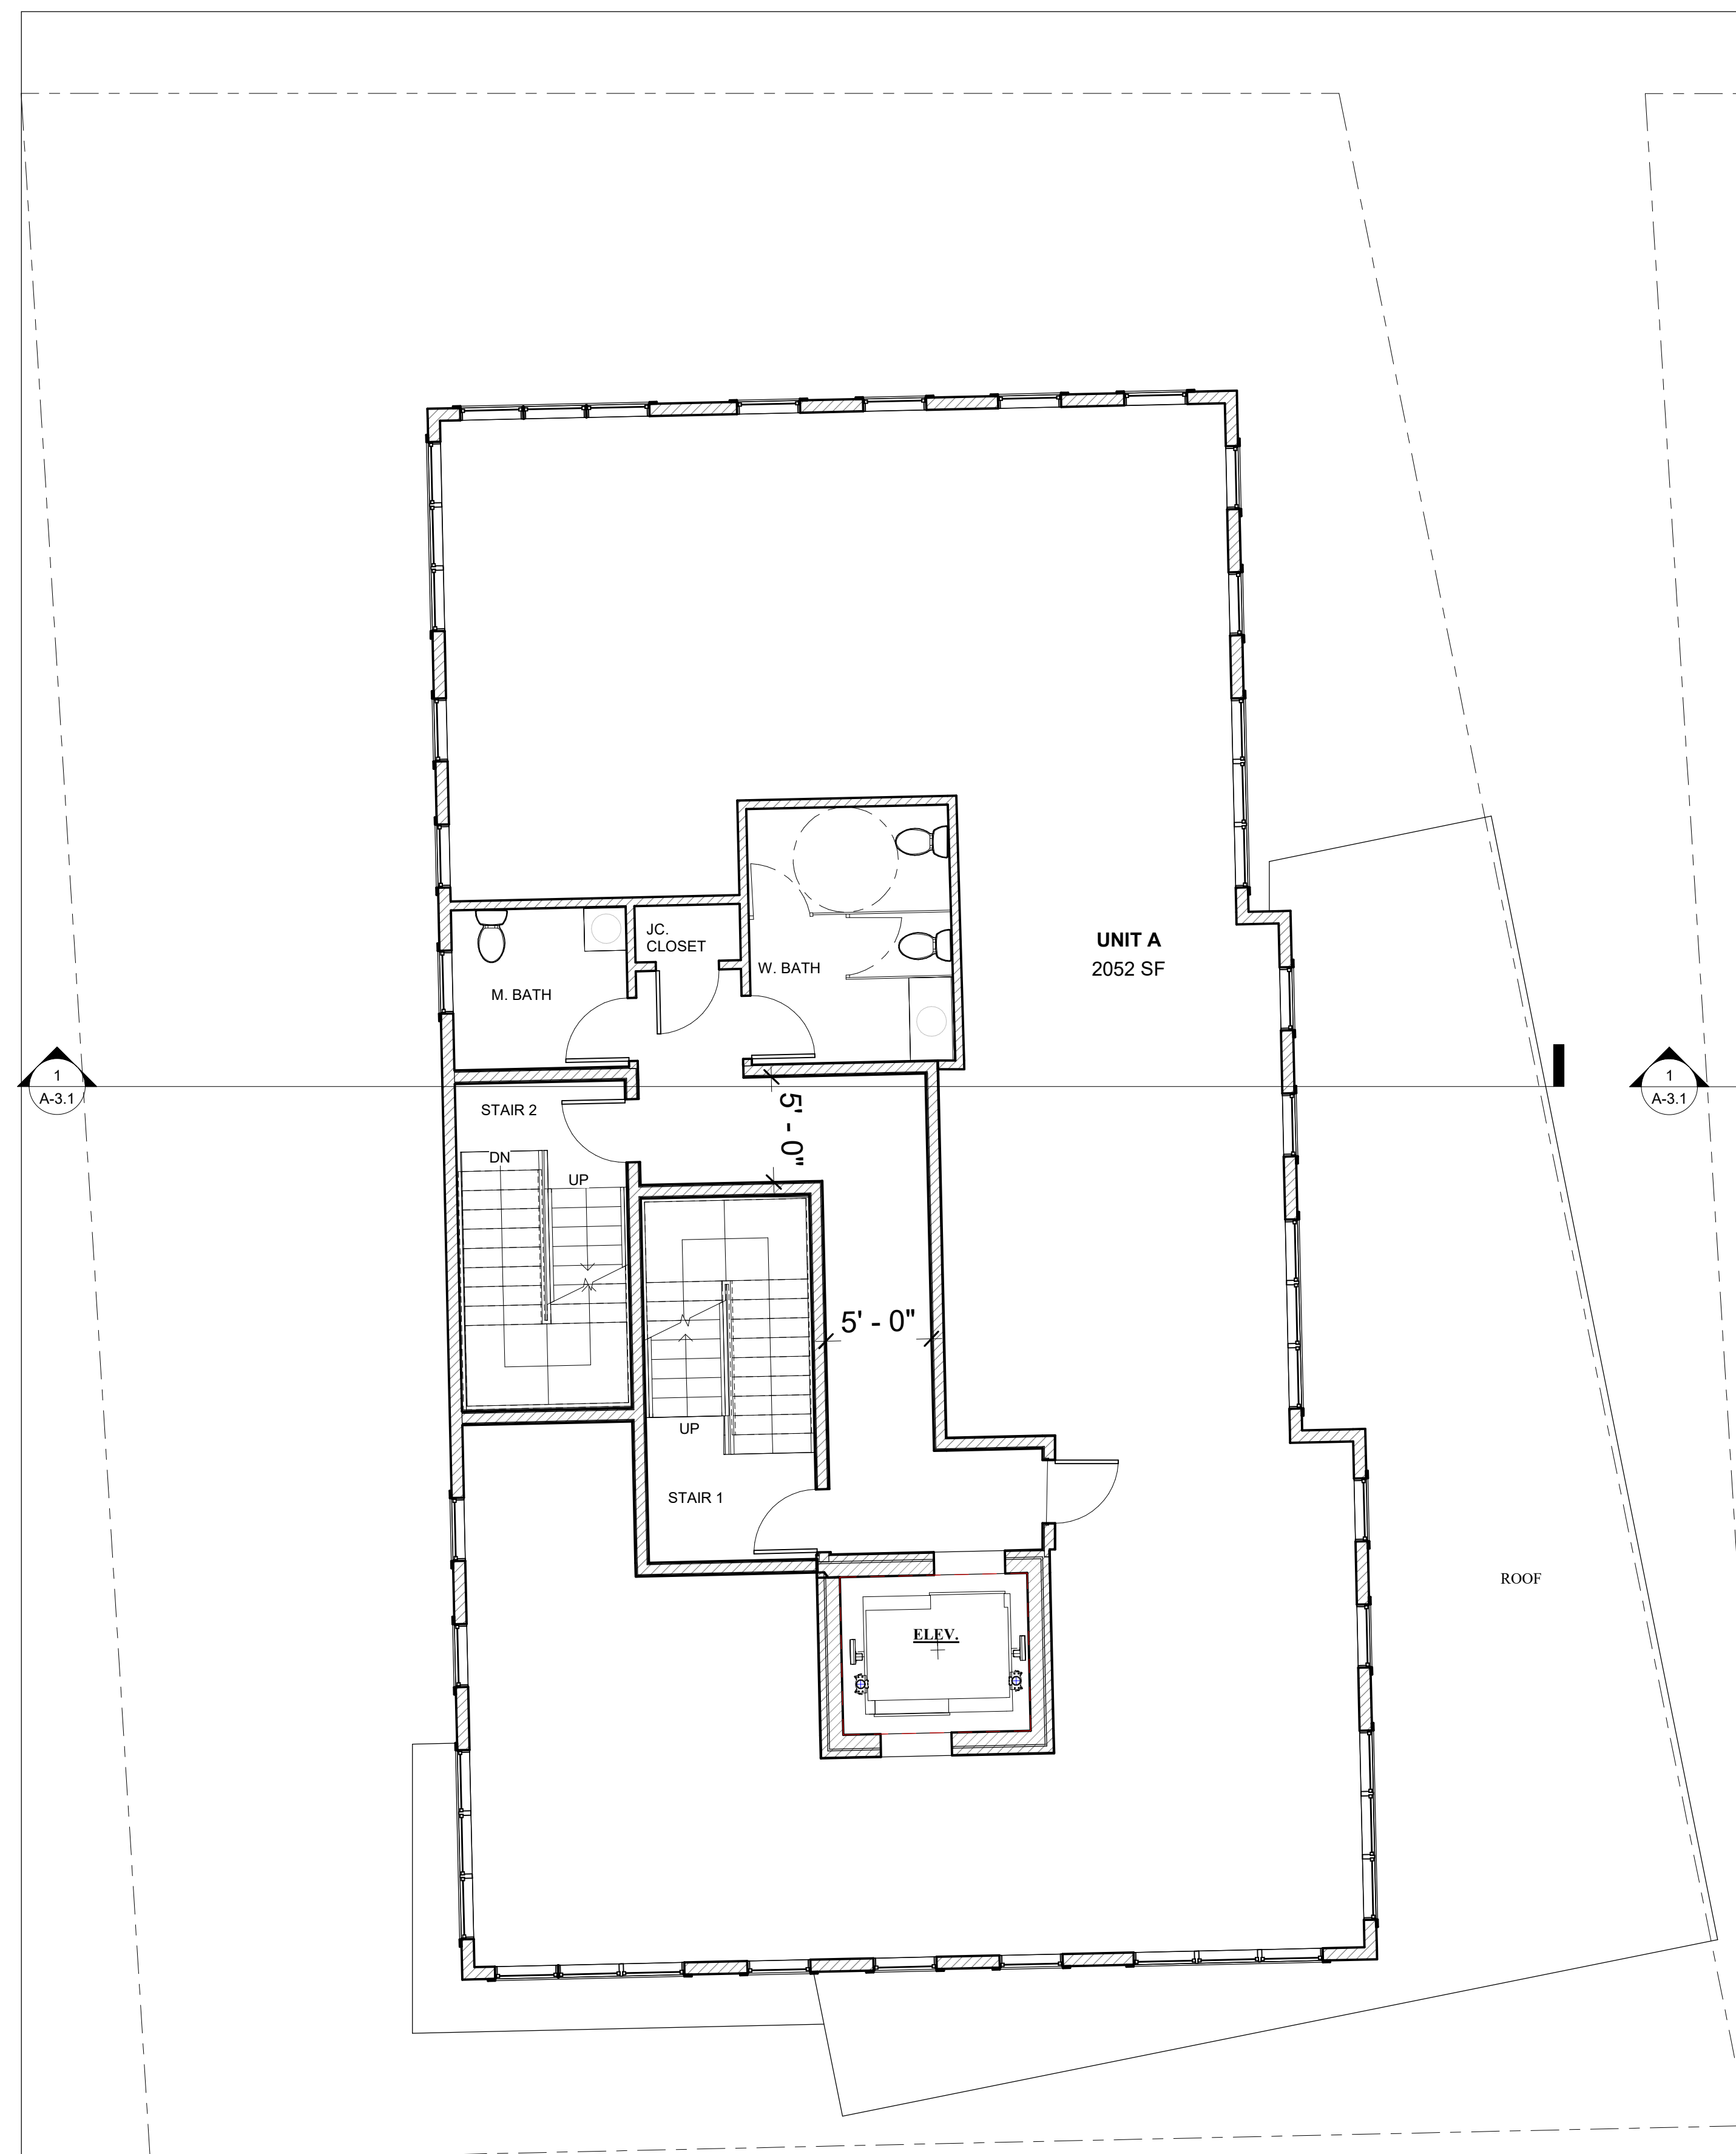 UNIT A
2052 SF
JC.
CLOSET
W. BATH
M. BATH
1
A-3.1
1
A-3.1
STAIR 2
5' - 0"
DN
UP
5' - 0"
UP
STAIR 1
ROOF
ELEV.